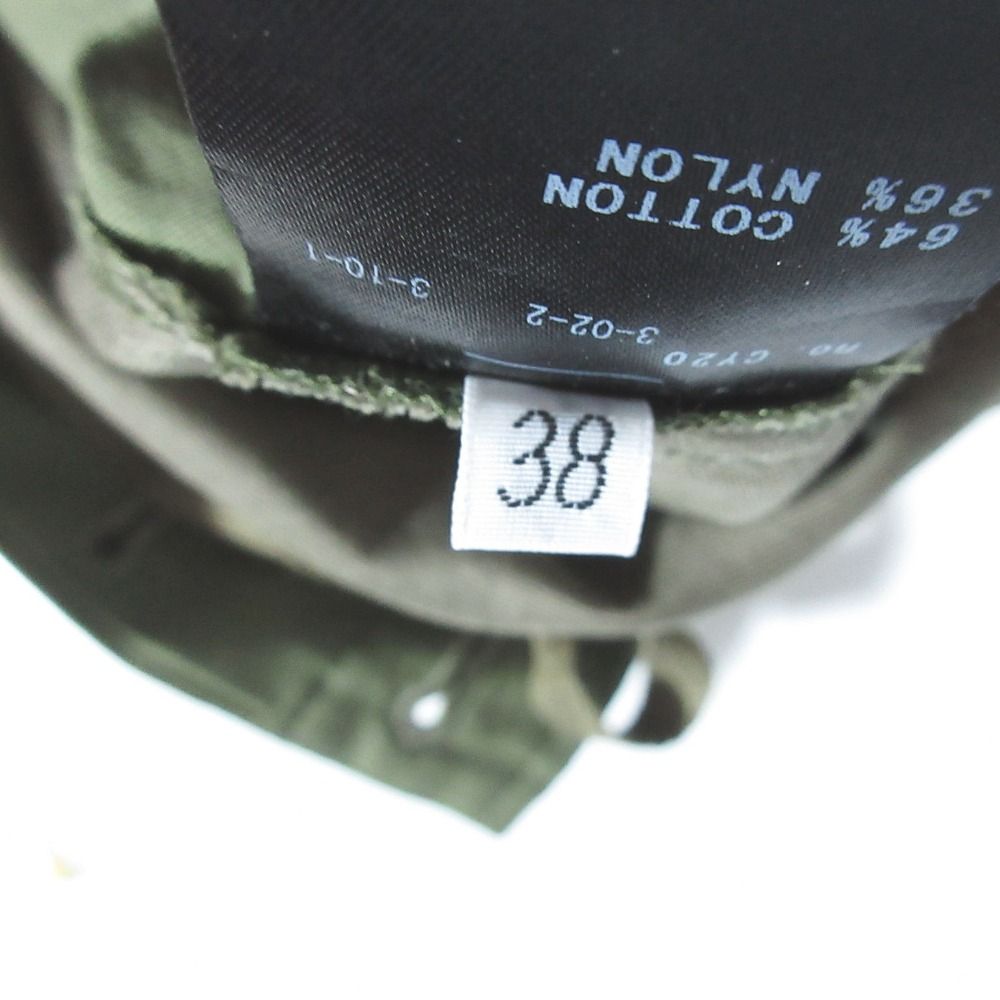 36% NYLON
64% COTTON
3-10-1
3-02-2
no. CY20
38